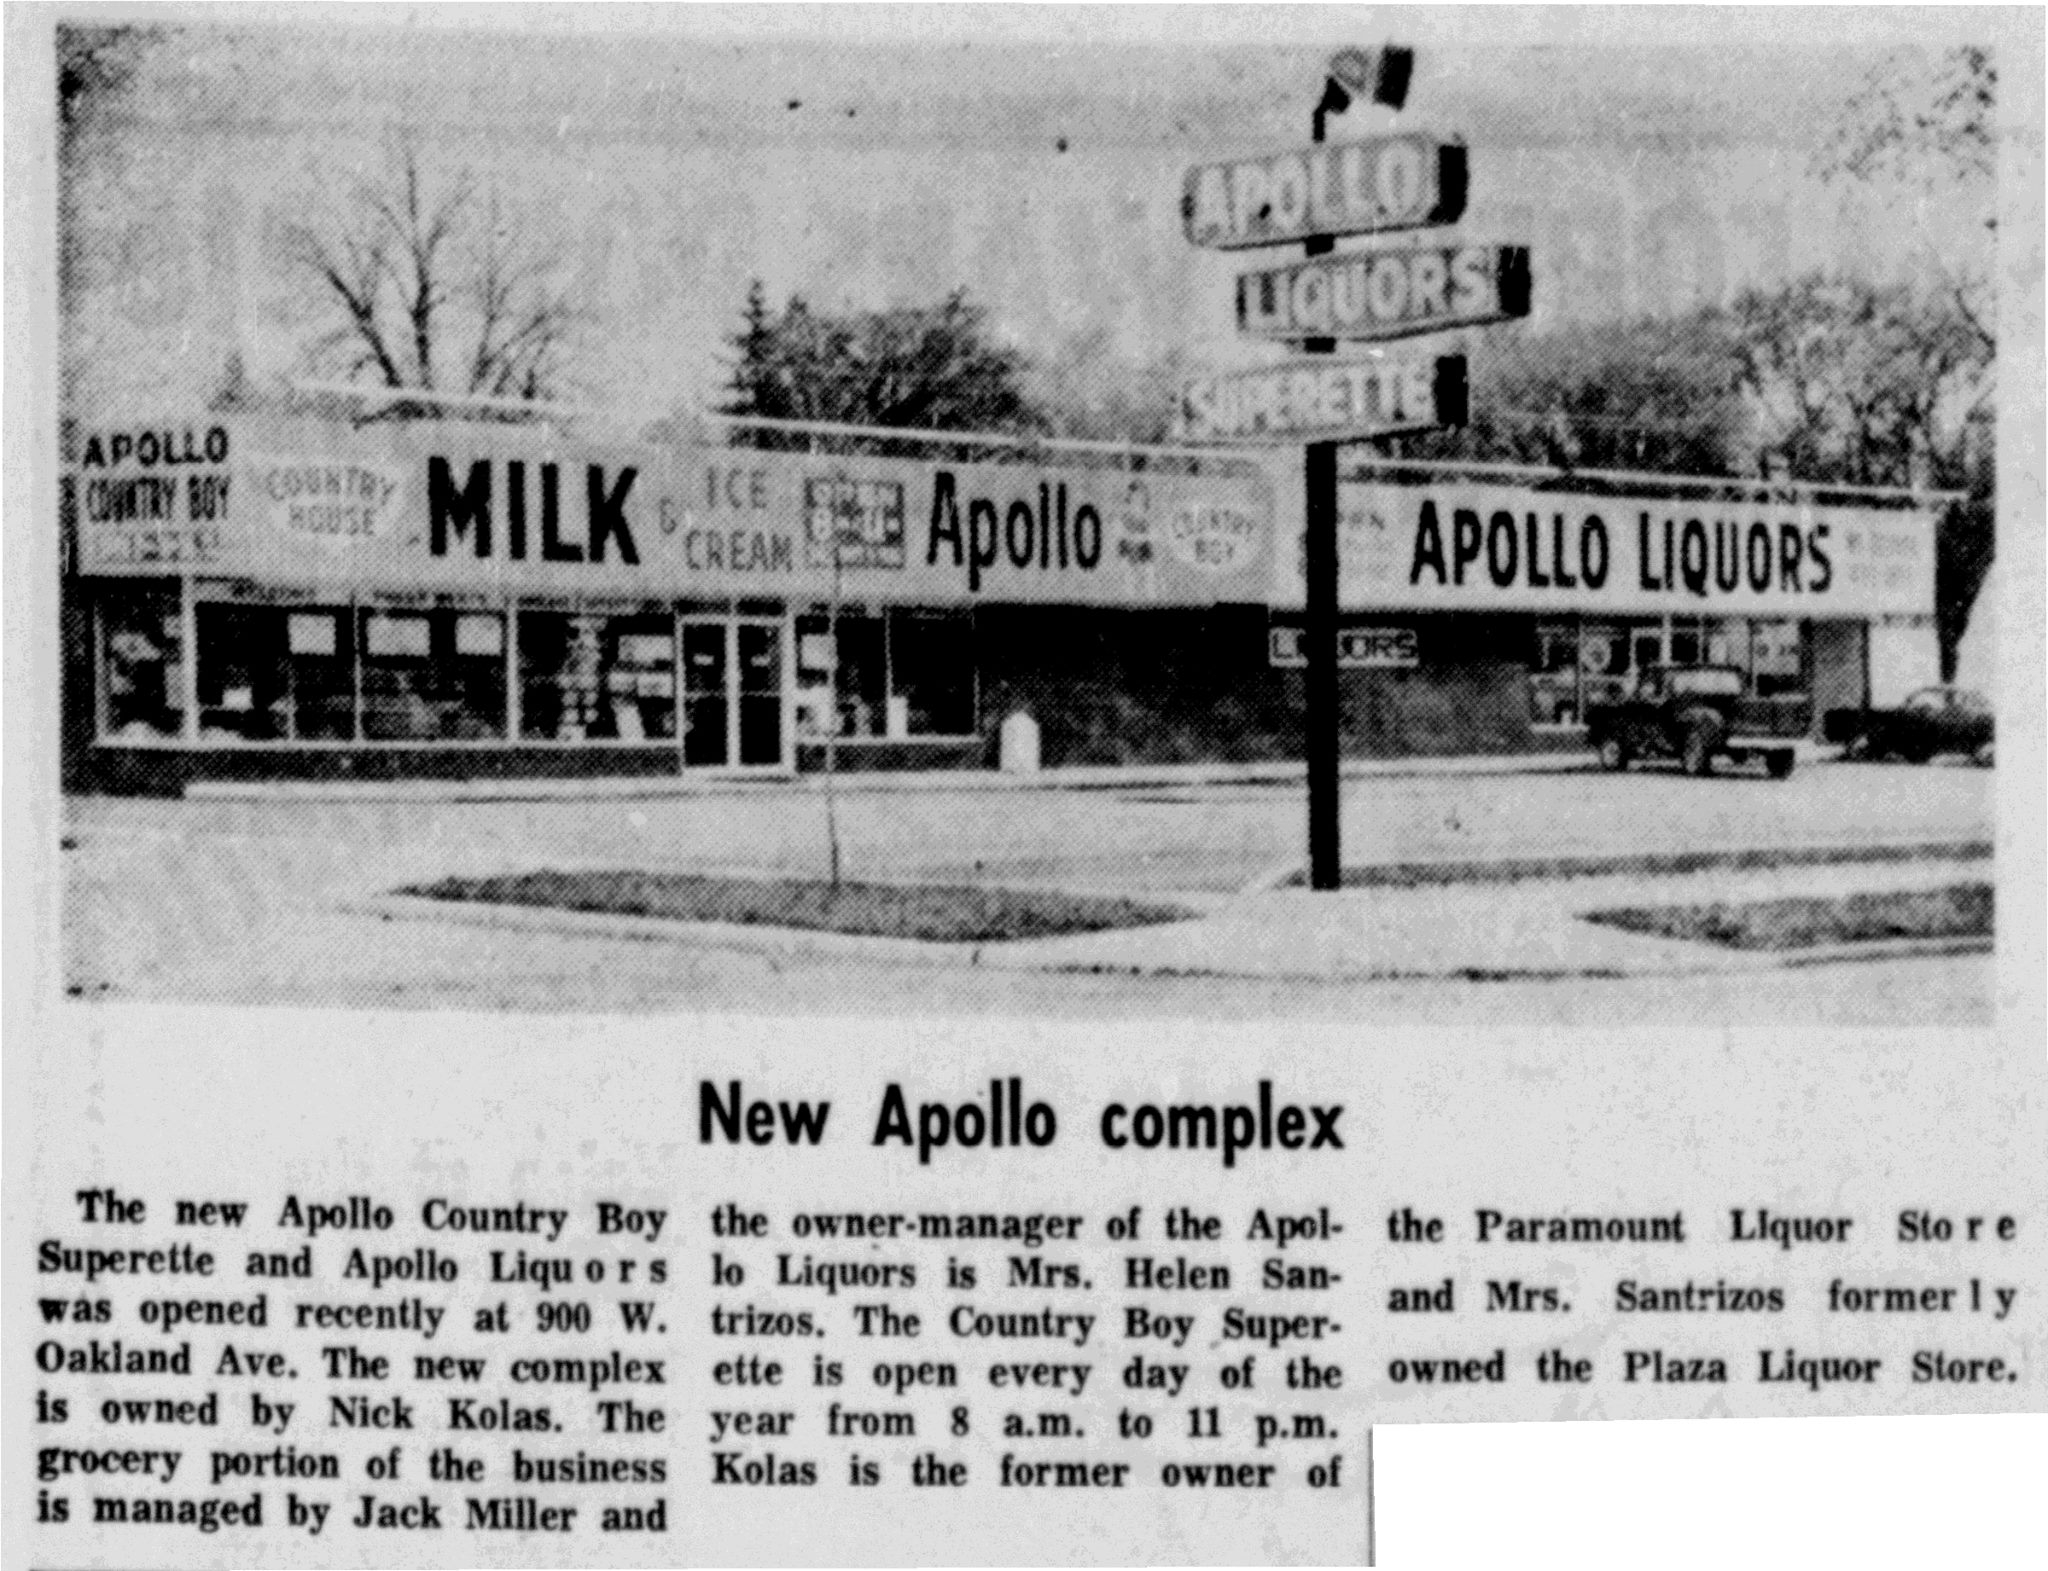 APOLLO
LIQUORS
SUPERETTE
APOLLO
COUNTRY BOY
COUNTRY
HOUSE
MILK
&
ICE
CREAM
Apollo
COUNTRY
BOY
APOLLO LIQUORS
New Apollo complex
The new Apollo Country Boy
Superette and Apollo Liquors
was opened recently at 900 W.
Oakland Ave. The new complex
is owned by Nick Kolas. The
grocery portion of the business
is managed by Jack Miller and
the owner-manager of the Apol-
lo Liquors is Mrs. Helen San-
trizos. The Country Boy Super-
ette is open every day of the
year from 8 a.m. to 11 p.m.
Kolas is the former owner of
the Paramount Liquor Store
and Mrs. Santrizos formerly
owned the Plaza Liquor Store.